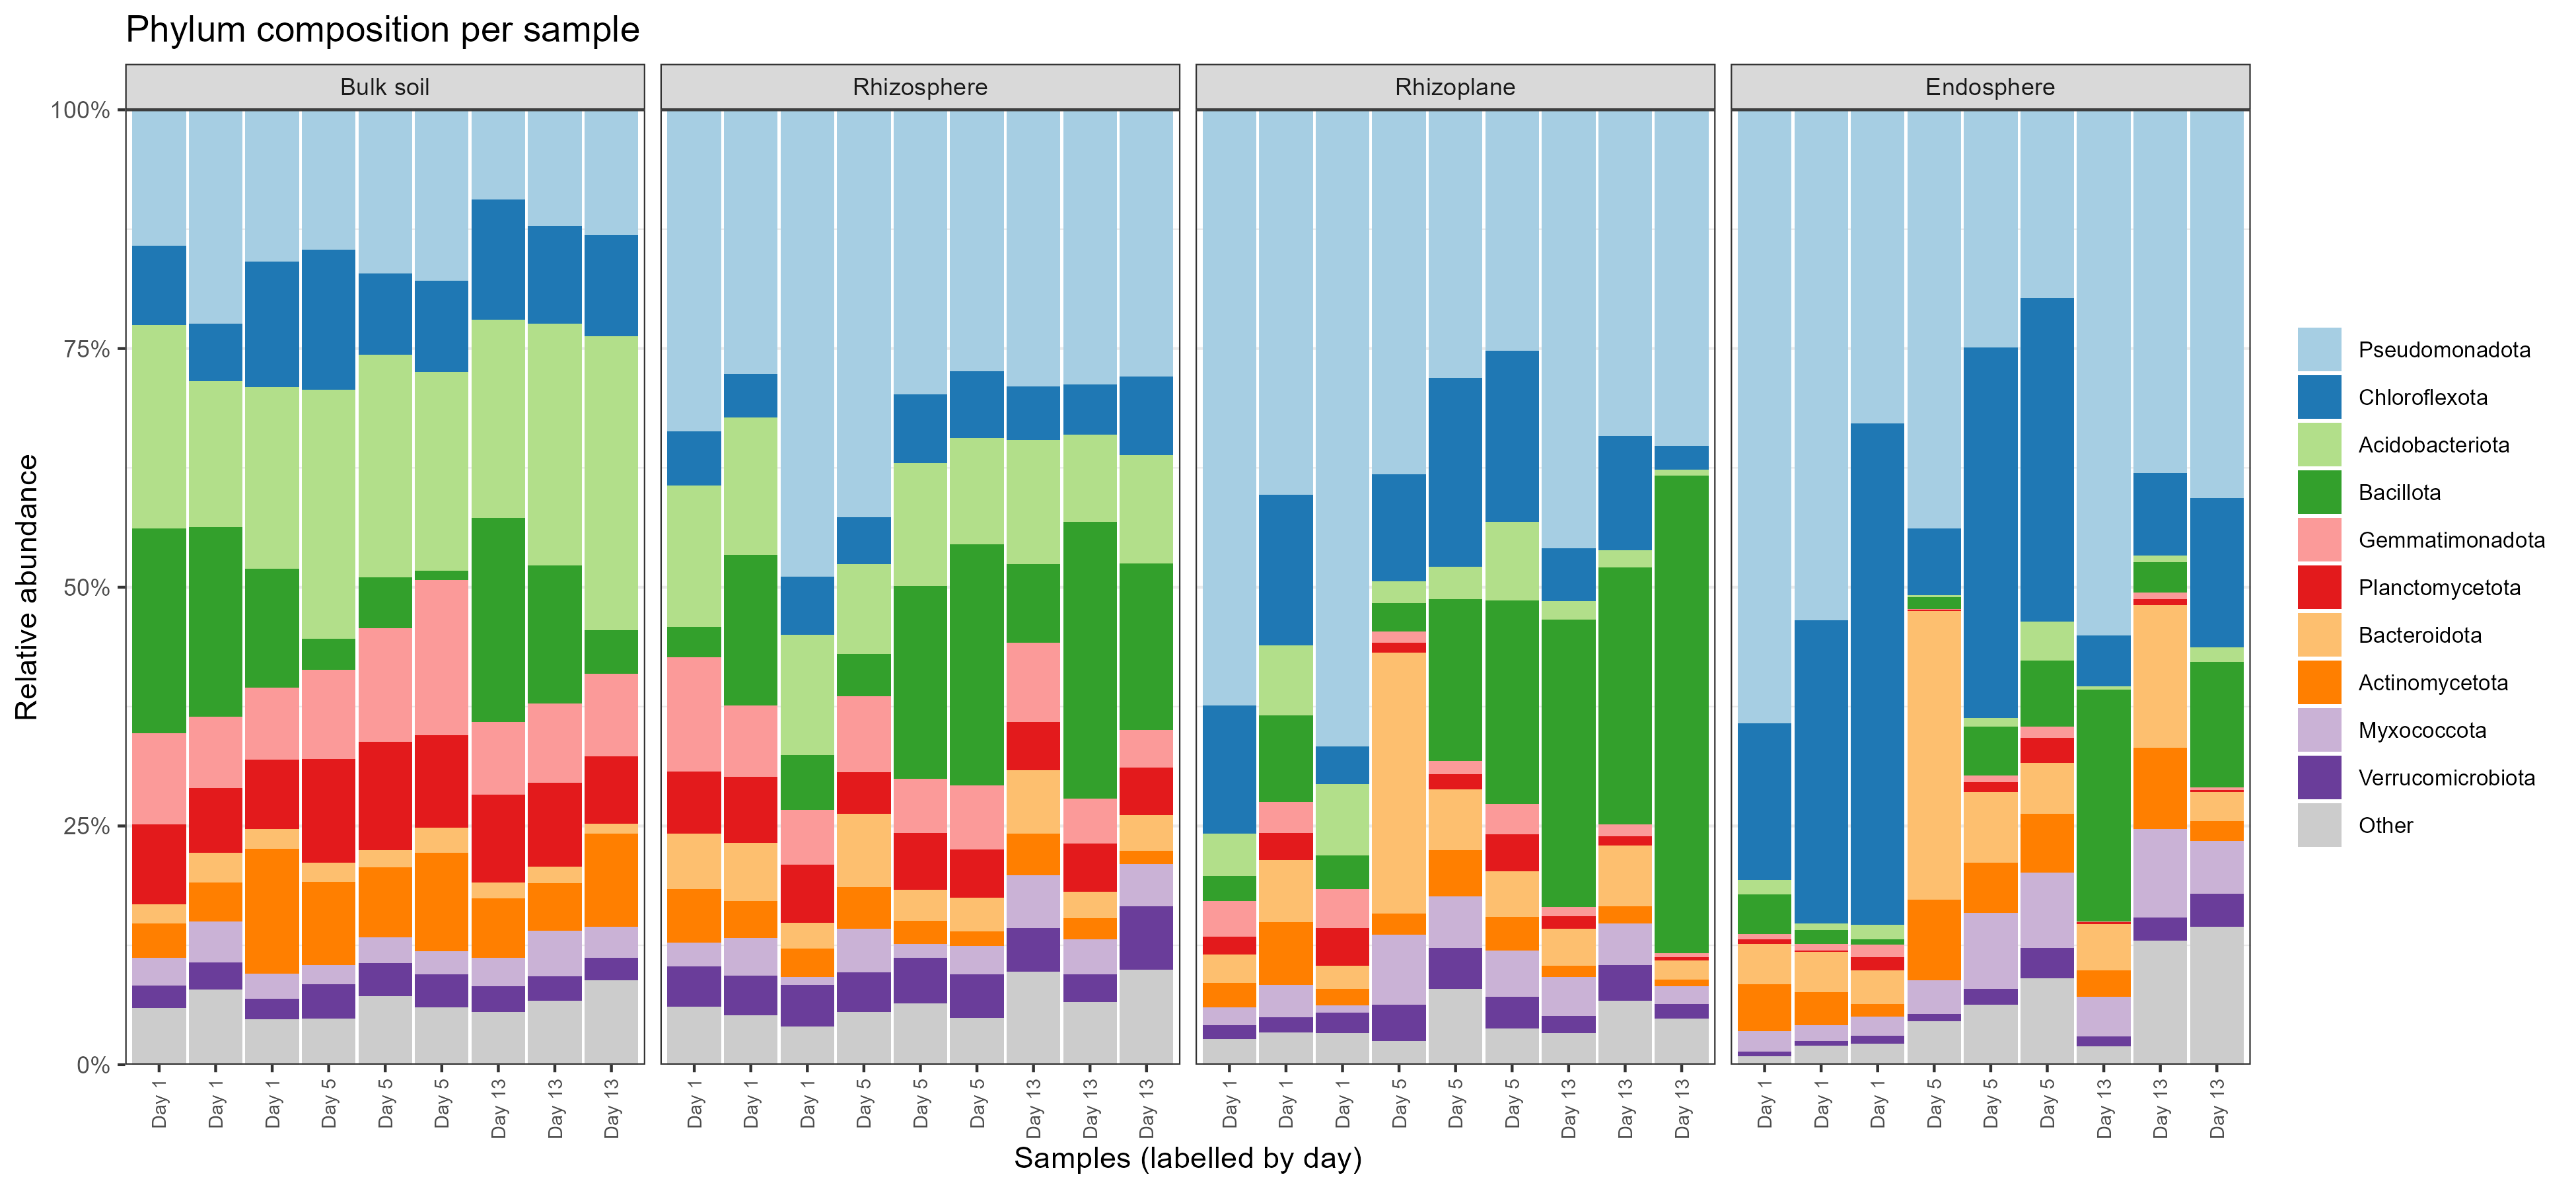 Phylum composition per sample
Bulk soil
Rhizosphere
Rhizoplane
Endosphere
Relative abundance
100%
75%
50%
25%
0%
Day 1
Day 1
Day 1
Day 5
Day 5
Day 5
Day 13
Day 13
Day 13
Day 1
Day 1
Day 1
Day 5
Day 5
Day 5
Day 13
Day 13
Day 13
Day 1
Day 1
Day 1
Day 5
Day 5
Day 5
Day 13
Day 13
Day 13
Day 1
Day 1
Day 1
Day 5
Day 5
Day 5
Day 13
Day 13
Day 13
Samples (labelled by day)
Pseudomonadota
Chloroflexota
Acidobacteriota
Bacillota
Gemmatimonadota
Planctomycetota
Bacteroidota
Actinomycetota
Myxococcota
Verrucomicrobiota
Other